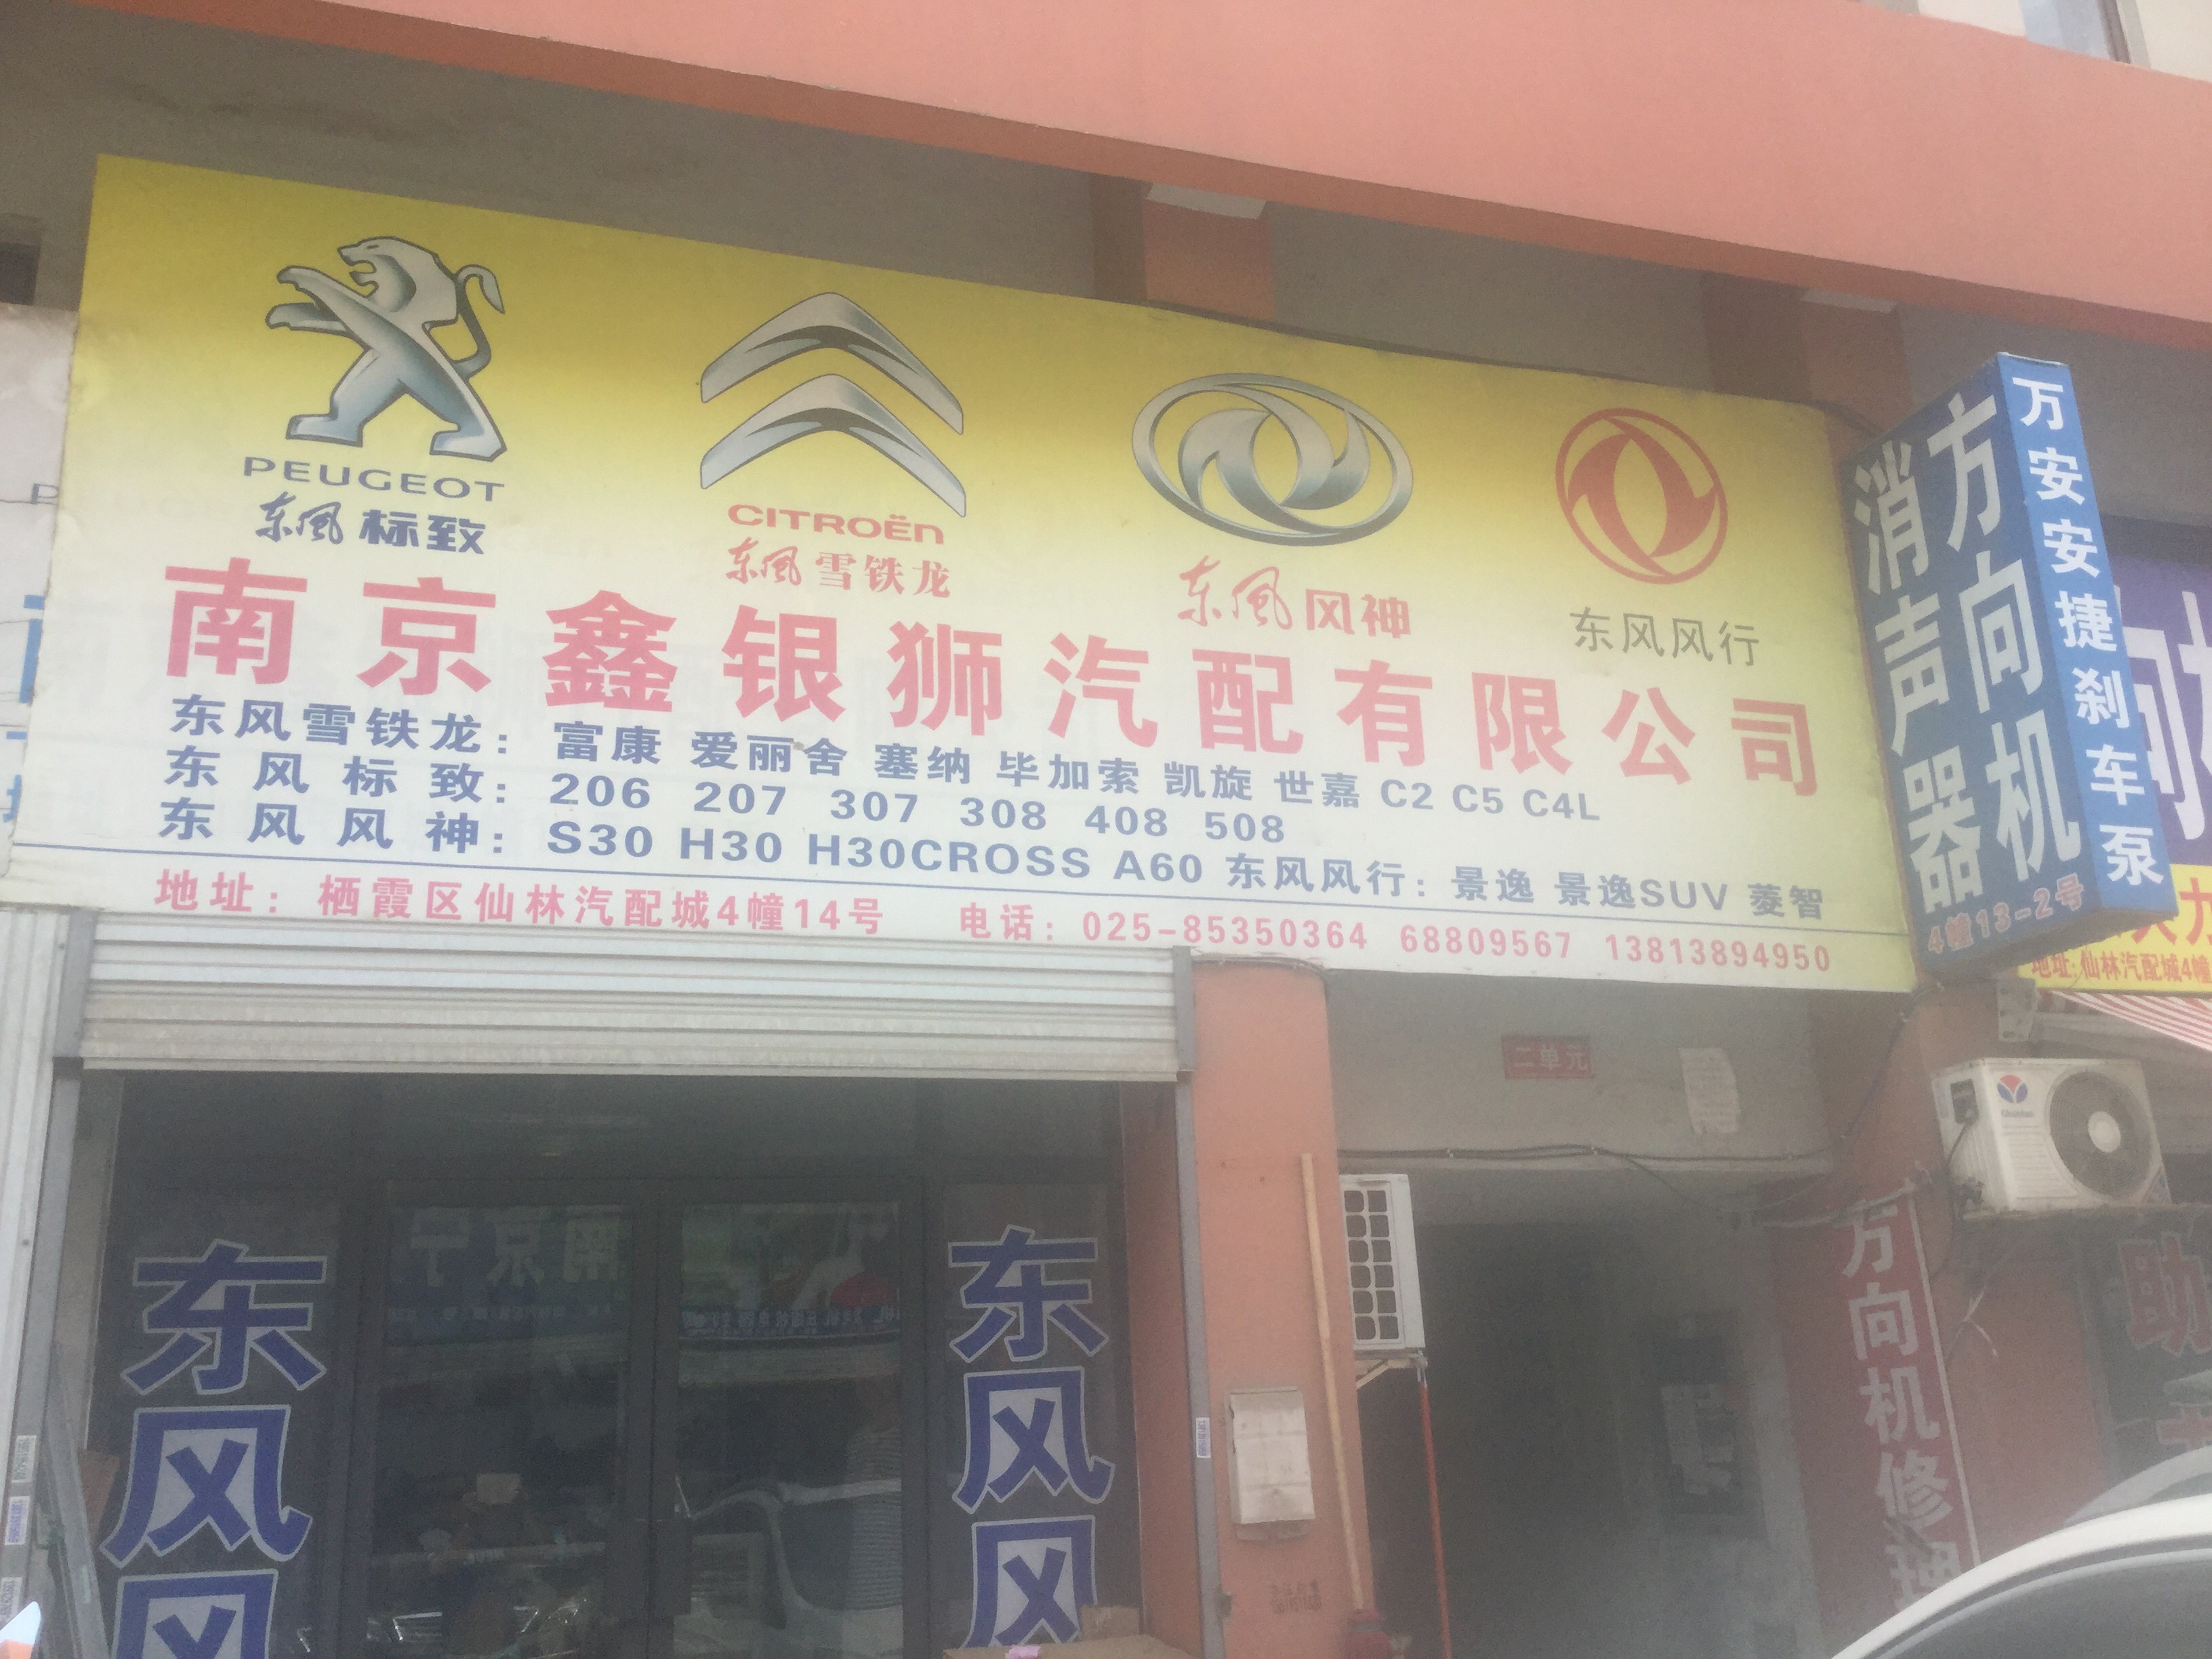 PEUGEOT
东风 标致
CITROËN
东风 雪铁龙
东风 风神
东风风行
南京鑫银狮汽配有限公司
东风雪铁龙：富康 爱丽舍 塞纳 毕加索 凯旋 世嘉 C2 C5 C4L
东风标致：206 207 307 308 408 508
东风风神：S30 H30 H30CROSS A60 东风风行：景逸 景逸SUV 菱智
地址：栖霞区仙林汽配城4幢14号 电话：025-85350364 68809567 13813894950
方向机
消声器
4幢13-2号
万安安捷刹车泵
地址:仙林汽配城4幢
二单元
方向机修理
东风
东风风
助